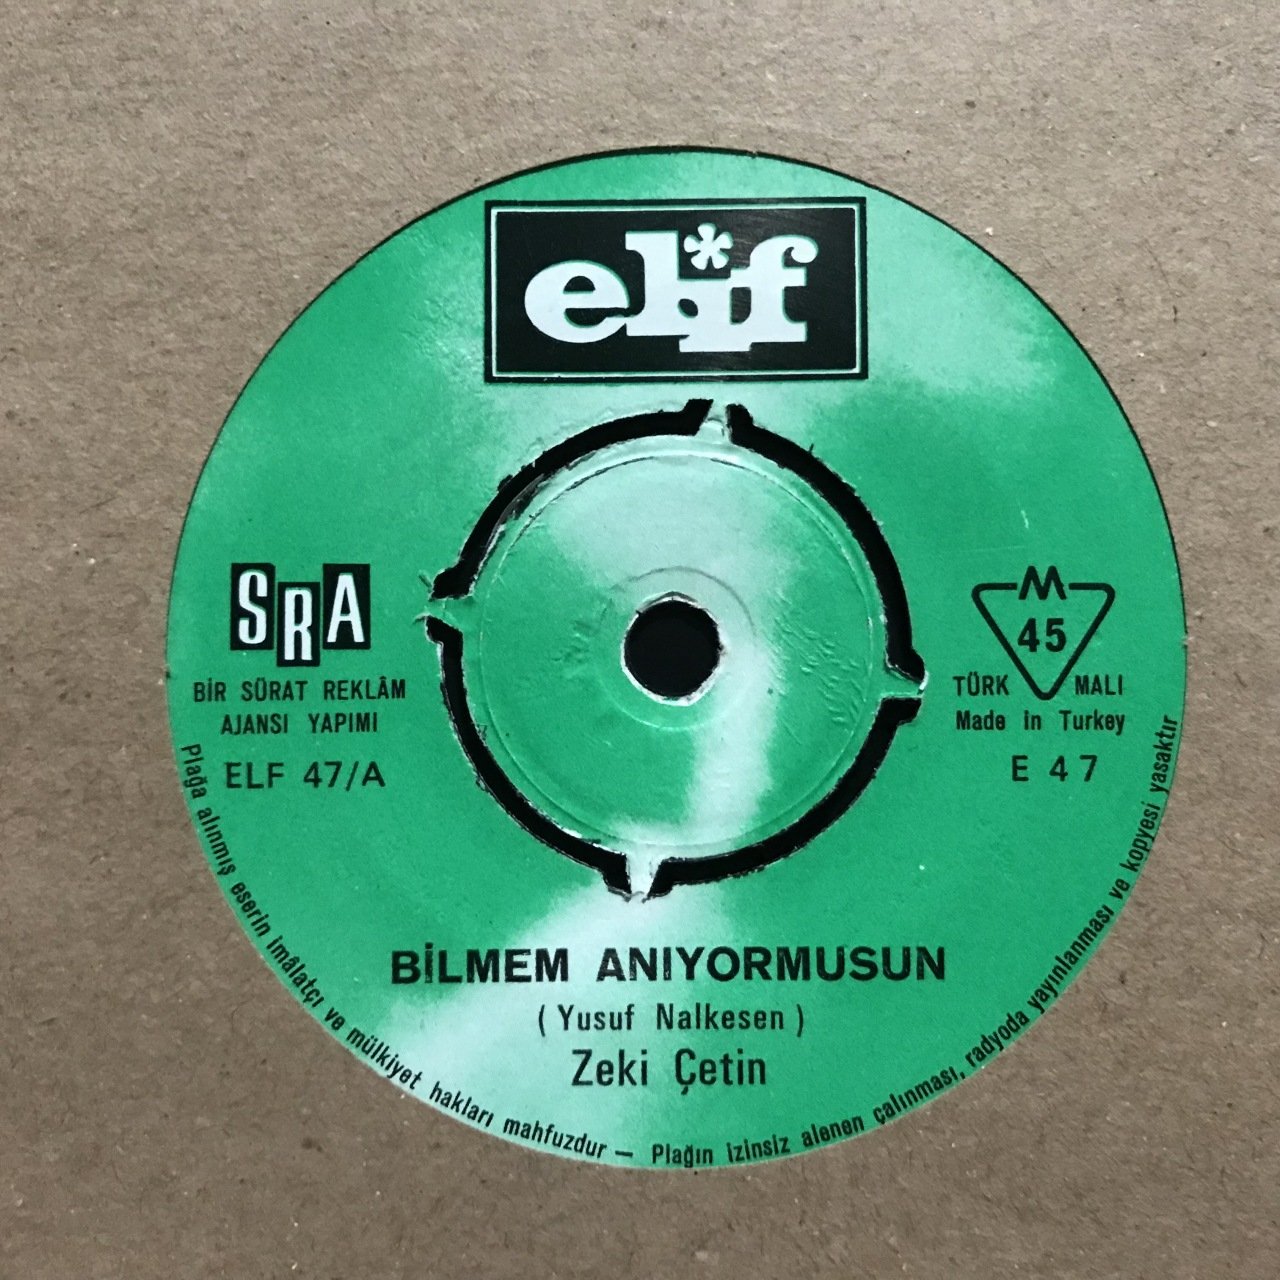 elif
SRA
BİR SÜRAT REKLÂM
AJANSI YAPIMI
ELF 47/A
M
45
TÜRK MALI
Made in Turkey
E 47
BİLMEM ANIYORMUSUN
(Yusuf Nalkesen)
Zeki Çetin
Plağa alınmış eserin imâlatçı ve mülkiyet hakları mahfuzdur — Plağın izinsiz alenen çalınması, radyoda yayınlanması ve kopyesi yasaktır